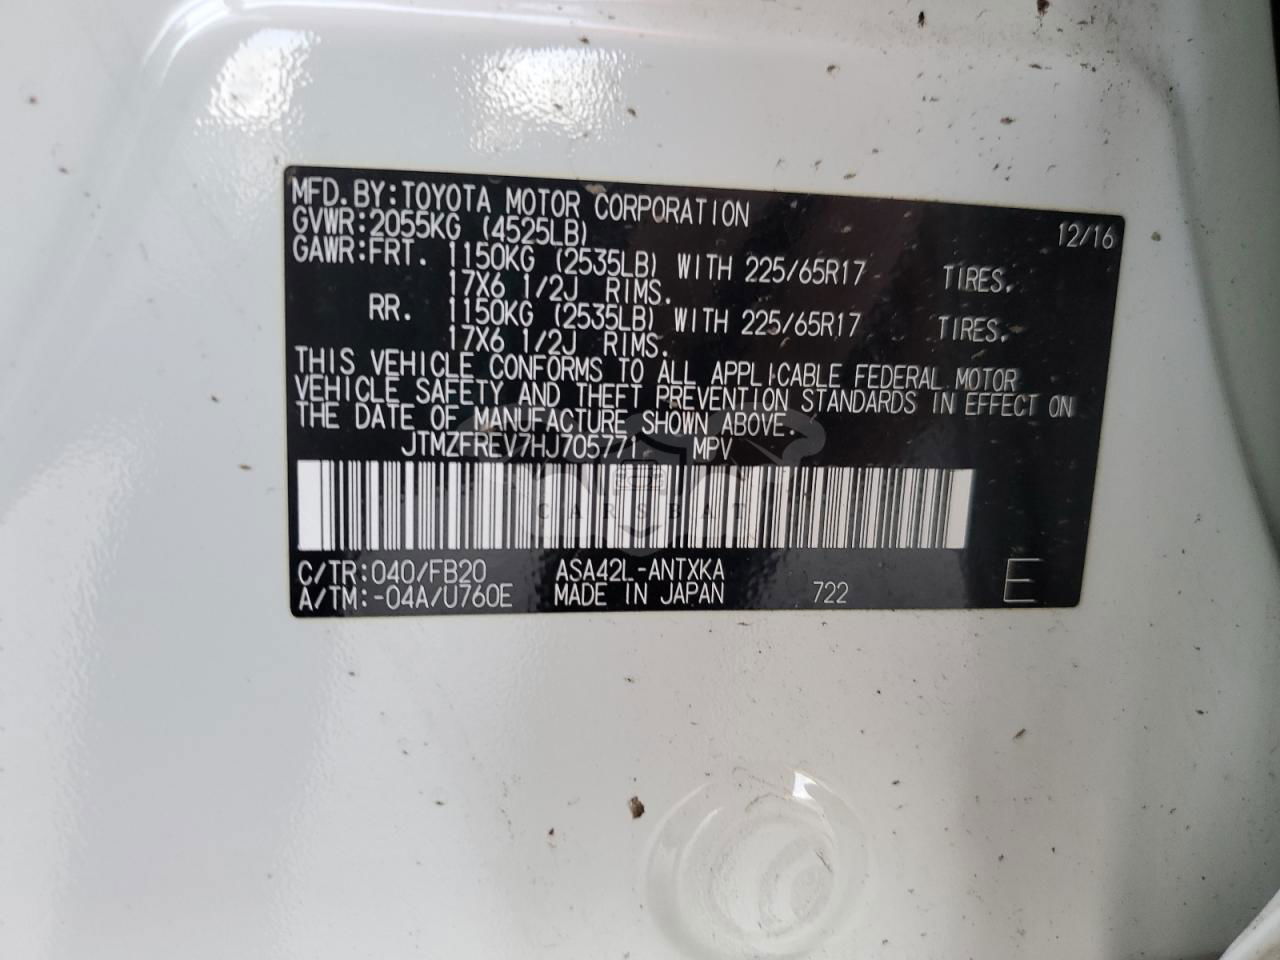 MFD. BY: TOYOTA MOTOR CORPORATION 12/16
GVWR: 2055KG (4525LB)
GAWR: FRT. 1150KG (2535LB) WITH 225/65R17 TIRES,
17X6 1/2J RIMS.
RR. 1150KG (2535LB) WITH 225/65R17 TIRES,
17X6 1/2J RIMS.
THIS VEHICLE CONFORMS TO ALL APPLICABLE FEDERAL MOTOR
VEHICLE SAFETY AND THEFT PREVENTION STANDARDS IN EFFECT ON
THE DATE OF MANUFACTURE SHOWN ABOVE.
JTMZFREV7HJ705771 MPV
CARSBAT
C/TR: 040/FB20 ASA42L-ANTXKA
A/TM: -04A/U760E MADE IN JAPAN 722 E